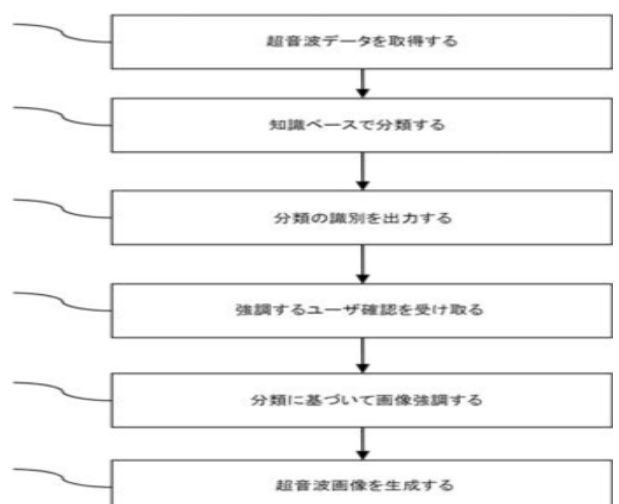 超音波データを取得する
知識ベースで分類する
分類の識別を出力する
強調するユーザ確認を受け取る
分類に基づいて画像強調する
超音波画像を生成する